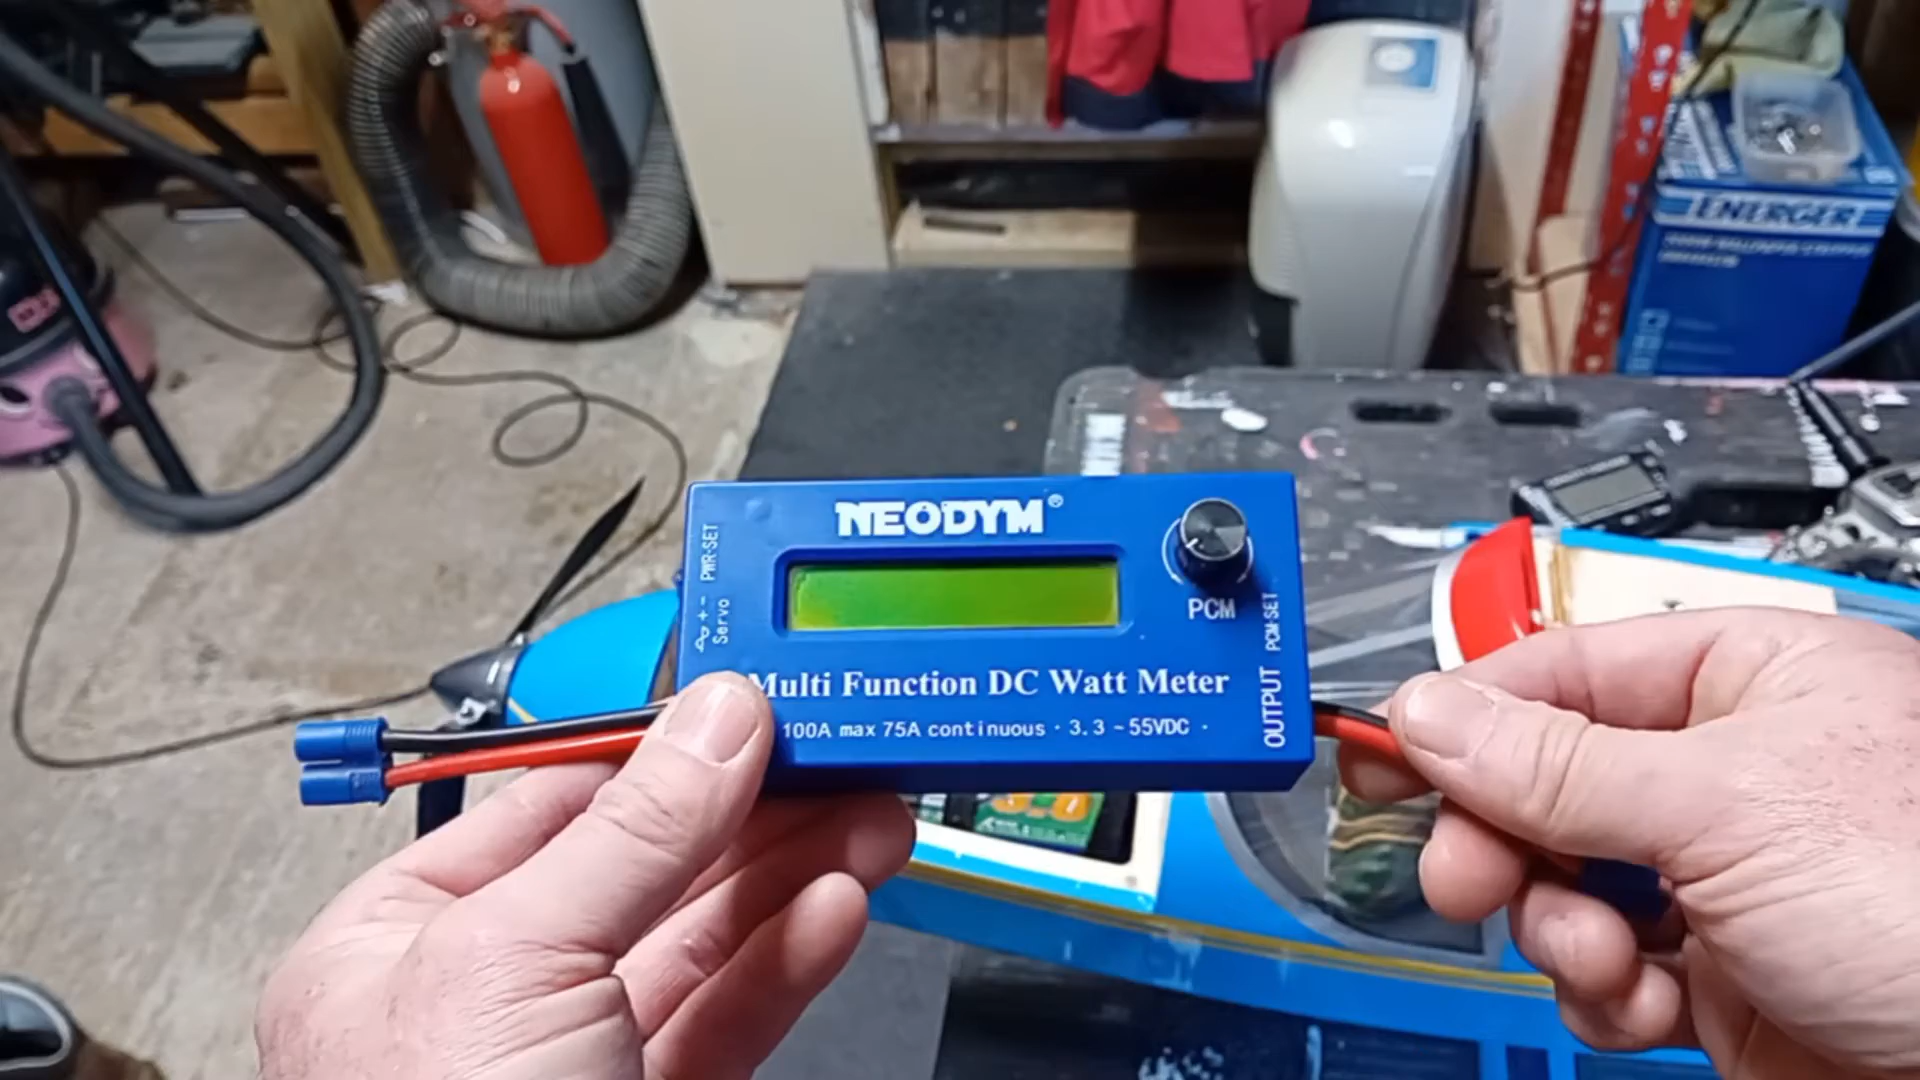 NEODYM®
PWR-SET
Servo
PCM
PCM-SET
OUTPUT
Multi Function DC Watt Meter
100A max 75A continuous · 3.3 ~ 55VDC ·
ENERGER